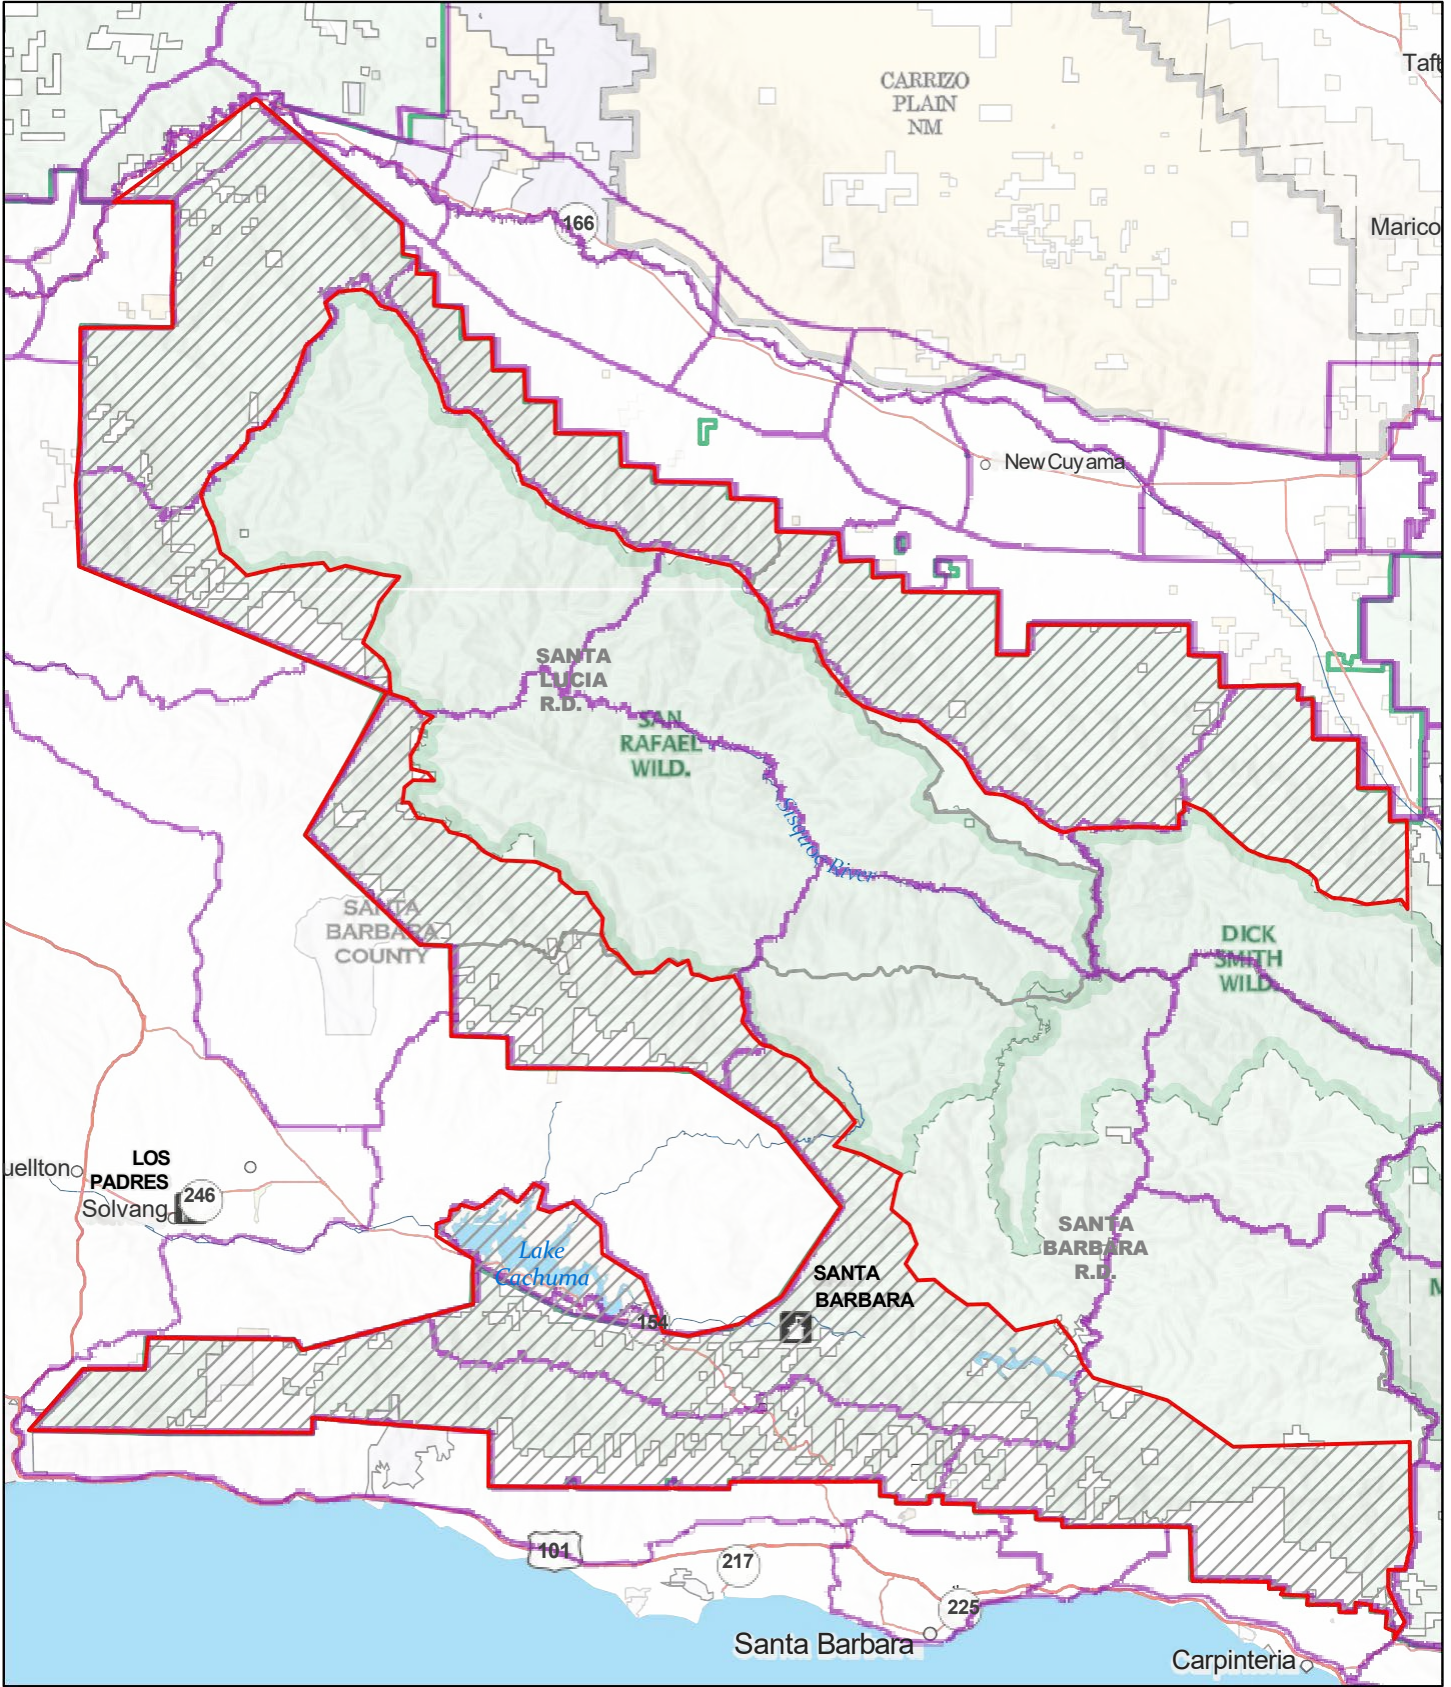 CARRIZO
PLAIN
NM
Taft
Marico
166
New Cuyama
SANTA
LUCIA
R.D.
SAN
RAFAEL
WILD.
Sisquoc River
SANTA
BARBARA
COUNTY
DICK
SMITH
WILD.
LOS
PADRES
uellton
246
Solvang
Lake
Cachuma
SANTA
BARBARA
R.D.
SANTA
BARBARA
154
M
101
217
225
Santa Barbara
Carpinteria